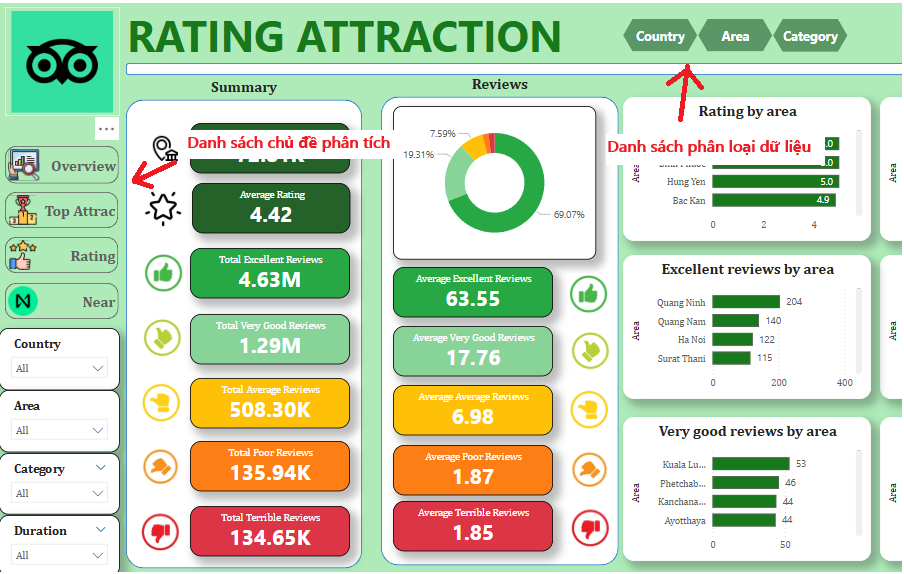 RATING ATTRACTION
Country
Area
Category
Summary
Reviews
Danh sách chủ đề phân tích
Danh sách phân loại dữ liệu
Overview
Top Attrac
Rating
Near
Country
All
Area
All
Category
All
Duration
All
Average Rating
4.42
Total Excellent Reviews
4.63M
Total Very Good Reviews
1.29M
Total Average Reviews
508.30K
Total Poor Reviews
135.94K
Total Terrible Reviews
134.65K
7.59%
19.31%
69.07%
Average Excellent Reviews
63.55
Average Very Good Reviews
17.76
Average Average Reviews
6.98
Average Poor Reviews
1.87
Average Terrible Reviews
1.85
Rating by area
Area
Hung Yen 5.0
Bac Kan 4.9
0 2 4
Excellent reviews by area
Area
Quang Ninh 204
Quang Nam 140
Ha Noi 122
Surat Thani 115
0 200 400
Very good reviews by area
Area
Kuala Lu... 53
Phetchab... 46
Kanchana... 44
Ayotthaya 44
0 50
Area
Area
Area